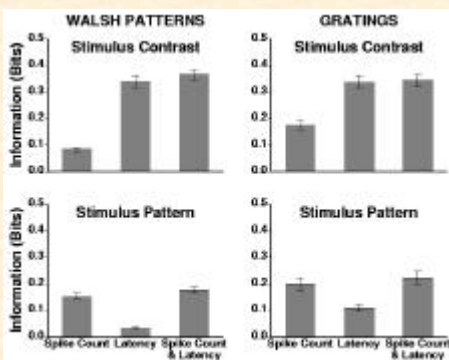 WALSH PATTERNS
GRATINGS
Stimulus Contrast
Stimulus Contrast
Information (Bits)
0.5
0.4
0.3
0.2
0.1
0.0
0.5
0.4
0.3
0.2
0.1
0.0
Stimulus Pattern
Stimulus Pattern
Information (Bits)
0.5
0.4
0.3
0.2
0.1
0.0
0.5
0.4
0.3
0.2
0.1
0.0
Spike Count Latency Spike Count
& Latency
Spike Count Latency Spike Count
& Latency